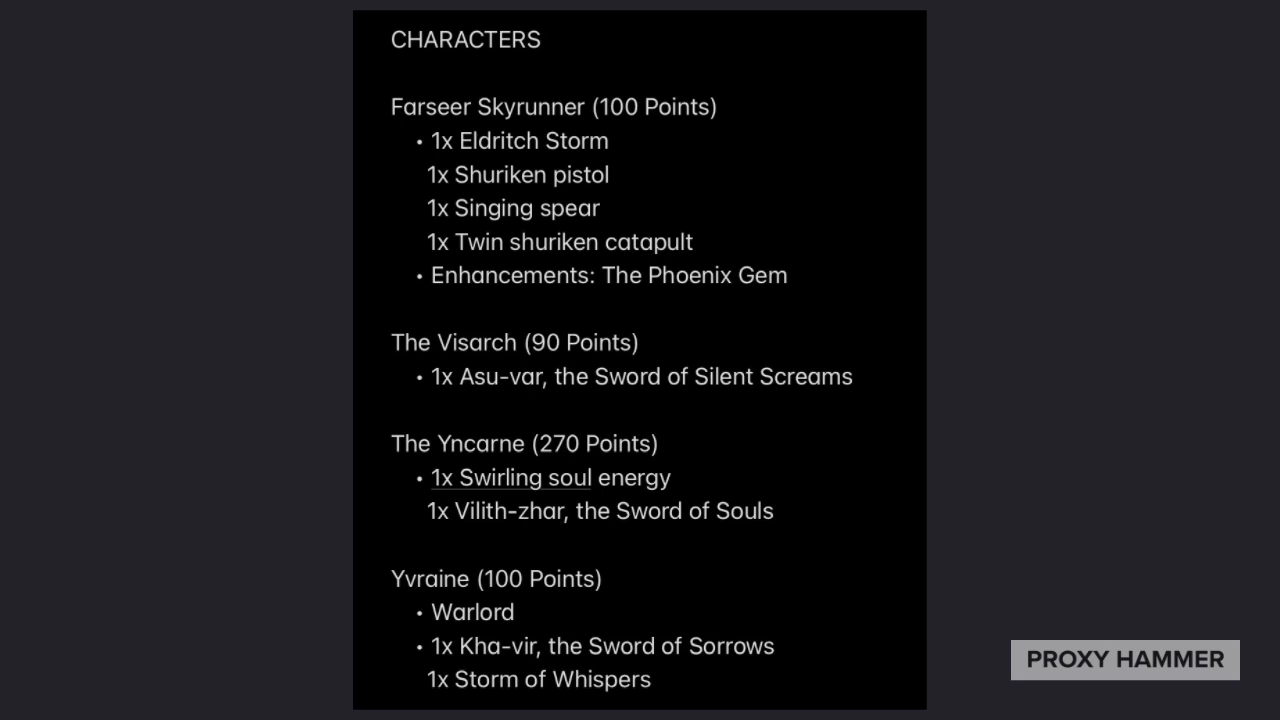 CHARACTERS
Farseer Skyrunner (100 Points)
• 1x Eldritch Storm
1x Shuriken pistol
1x Singing spear
1x Twin shuriken catapult
• Enhancements: The Phoenix Gem
The Visarch (90 Points)
• 1x Asu-var, the Sword of Silent Screams
The Yncarne (270 Points)
• 1x Swirling soul energy
1x Vilith-zhar, the Sword of Souls
Yvraine (100 Points)
• Warlord
• 1x Kha-vir, the Sword of Sorrows
1x Storm of Whispers
PROXY HAMMER